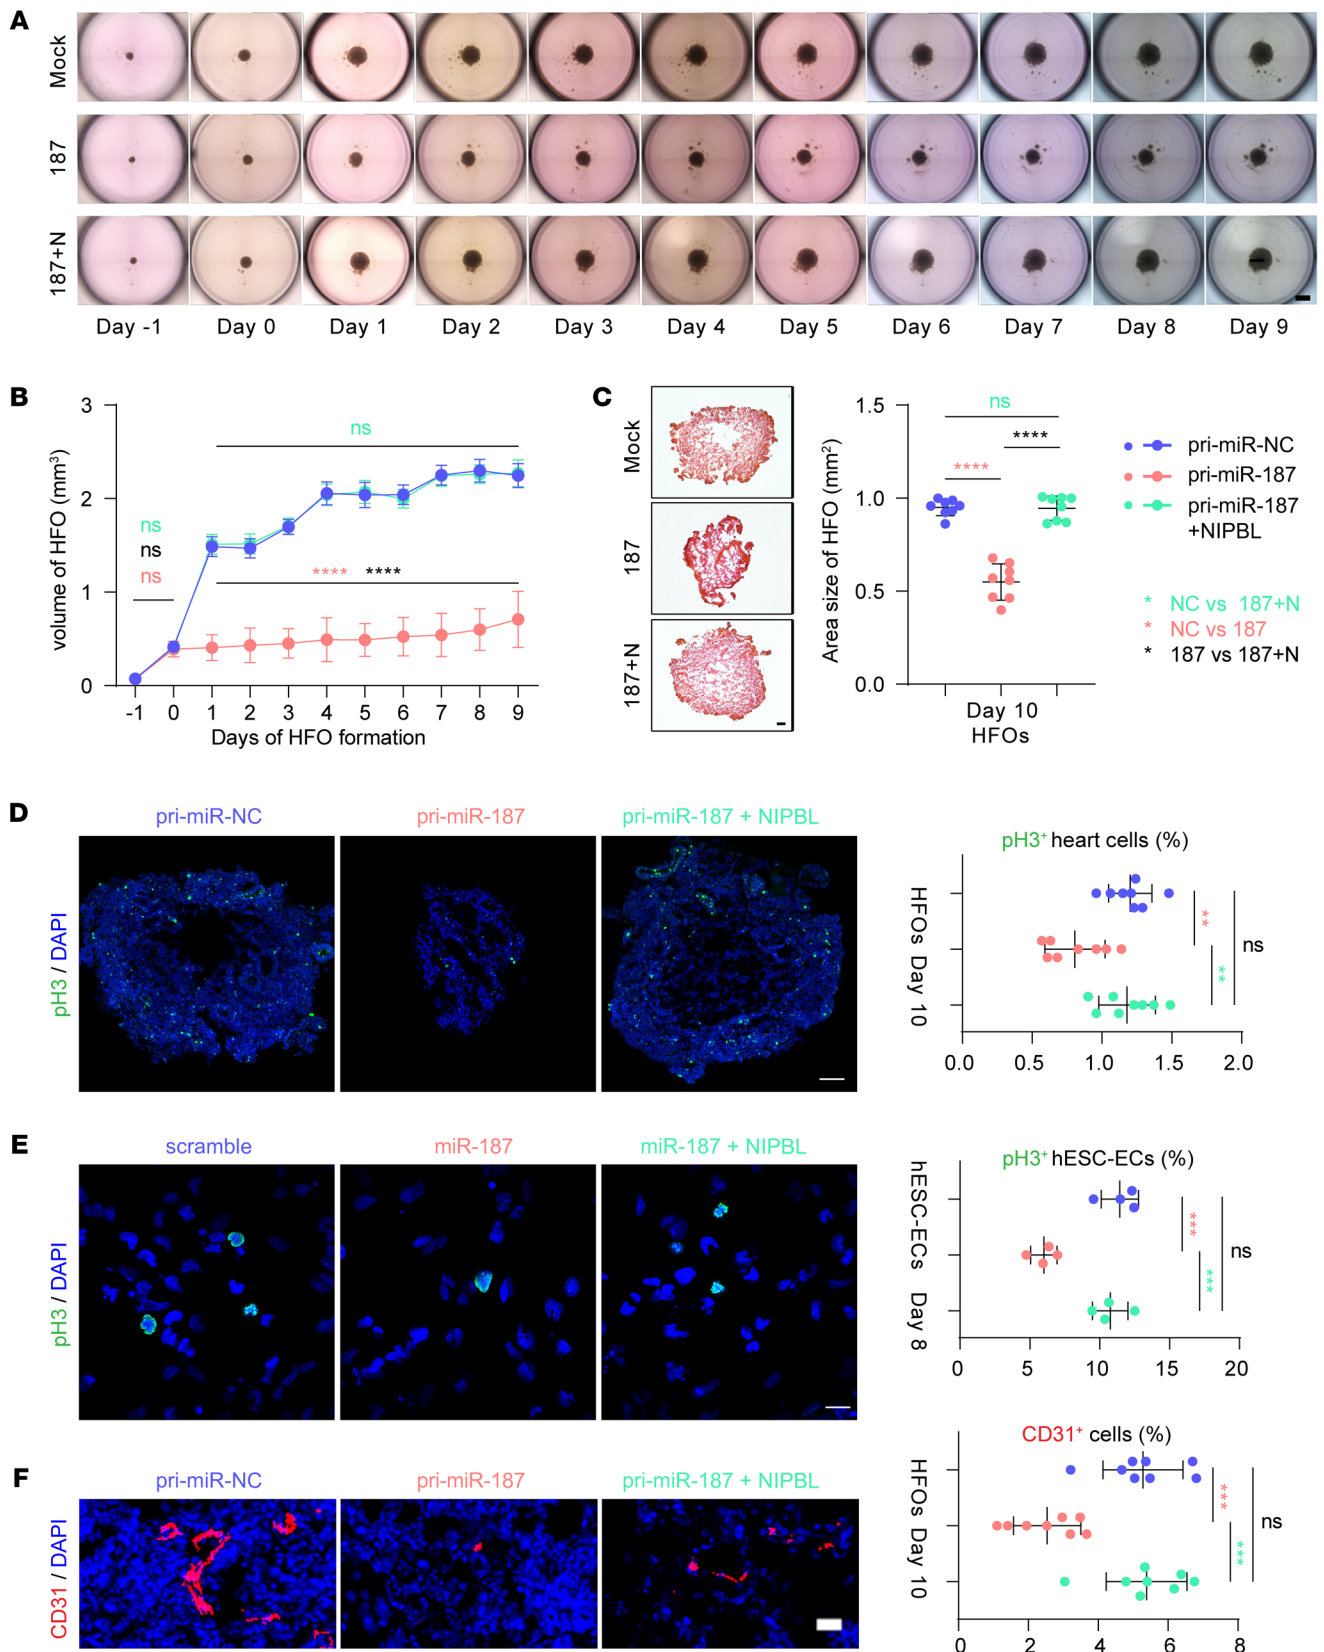 A
Mock
187
187+N
Day -1 Day 0 Day 1 Day 2 Day 3 Day 4 Day 5 Day 6 Day 7 Day 8 Day 9
B
volume of HFO (mm³)
3
2
1
0
ns
ns
ns
ns
**** ****
-1 0 1 2 3 4 5 6 7 8 9
Days of HFO formation
C
Mock
187
187+N
Area size of HFO (mm²)
1.5
1.0
0.5
0.0
ns
****
****
Day 10
HFOs
pri-miR-NC
pri-miR-187
pri-miR-187
+NIPBL
* NC vs 187+N
* NC vs 187
* 187 vs 187+N
D
pri-miR-NC pri-miR-187 pri-miR-187 + NIPBL
pH3 / DAPI
pH3⁺ heart cells (%)
HFOs Day 10
**
**
ns
0.0 0.5 1.0 1.5 2.0
E
scramble miR-187 miR-187 + NIPBL
pH3 / DAPI
pH3⁺ hESC-ECs (%)
hESC-ECs Day 8
***
***
ns
0 5 10 15 20
F
pri-miR-NC pri-miR-187 pri-miR-187 + NIPBL
CD31 / DAPI
CD31⁺ cells (%)
HFOs Day 10
***
***
ns
0 2 4 6 8